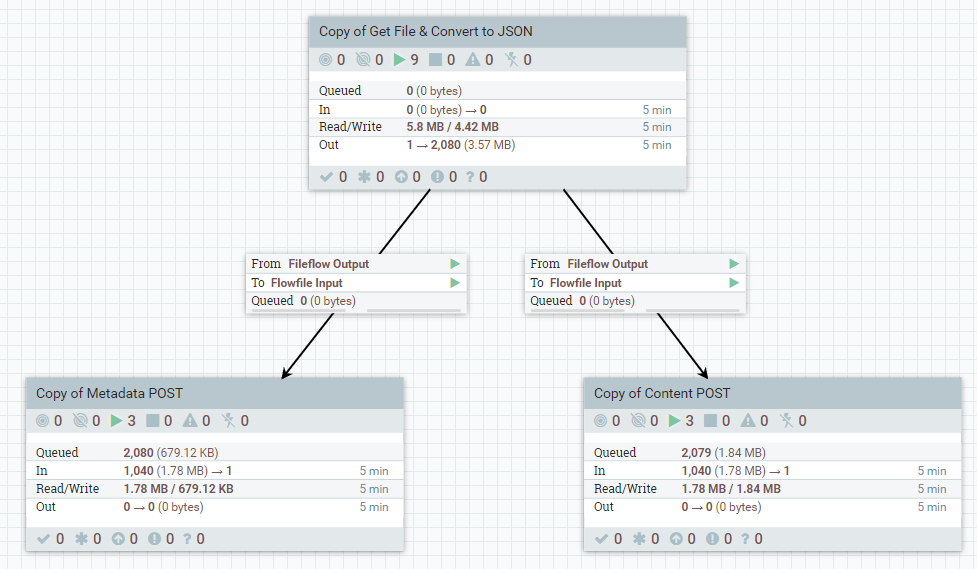 Copy of Get File & Convert to JSON
0 0 9 0 0 0
Queued 0 (0 bytes)
In 0 (0 bytes) → 0 5 min
Read/Write 5.8 MB / 4.42 MB 5 min
Out 1 → 2,080 (3.57 MB) 5 min
0 0 0 0 ? 0
From Fileflow Output
To Flowfile Input
Queued 0 (0 bytes)
From Fileflow Output
To Flowfile Input
Queued 0 (0 bytes)
Copy of Metadata POST
0 0 3 0 0 0
Queued 2,080 (679.12 KB)
In 1,040 (1.78 MB) → 1 5 min
Read/Write 1.78 MB / 679.12 KB 5 min
Out 0 → 0 (0 bytes) 5 min
0 0 0 0 ? 0
Copy of Content POST
0 0 3 0 0 0
Queued 2,079 (1.84 MB)
In 1,040 (1.78 MB) → 1 5 min
Read/Write 1.78 MB / 1.84 MB 5 min
Out 0 → 0 (0 bytes) 5 min
0 0 0 0 ? 0